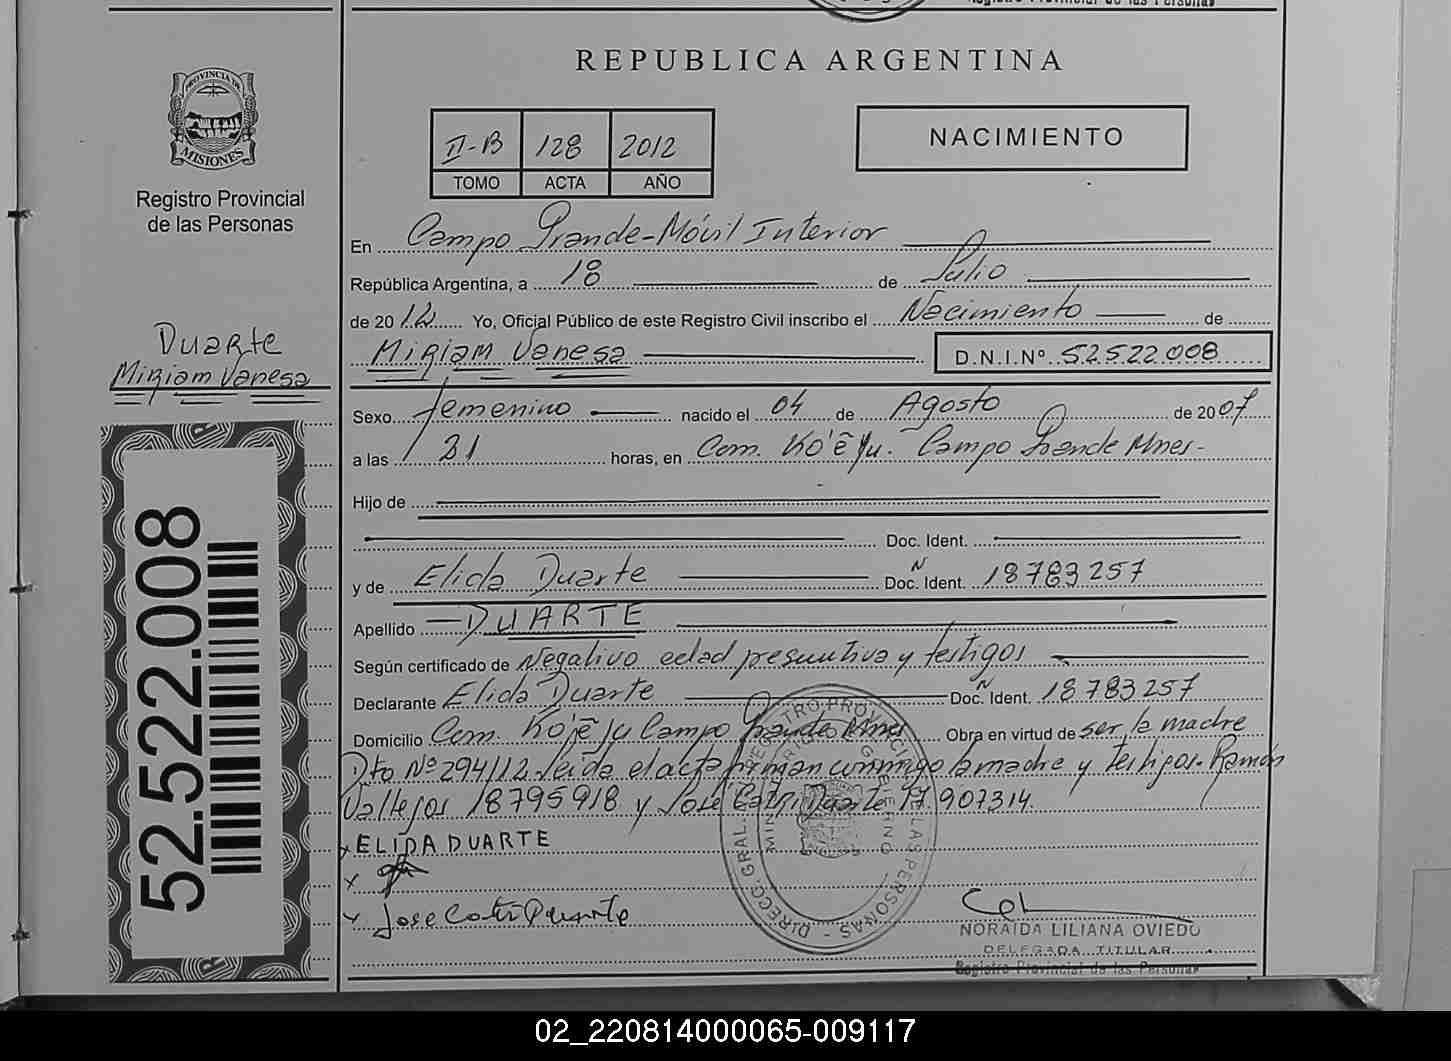 REPUBLICA ARGENTINA
PROVINCIA DE
MISIONES
Registro Provincial
de las Personas
II-B 128 2012
TOMO ACTA AÑO
NACIMIENTO
En Campo Grande-Móvil Interior
República Argentina, a 18 de Julio
de 2012 Yo, Oficial Público de este Registro Civil inscribo el Nacimiento de
Miriam Vanesa D.N.I.Nº 52522008
Duarte
Miriam Vanesa
Sexo femenino nacido el 04 de Agosto de 2007
a las 21 horas, en Com. Ko'ẽ Ju. Campo Grande Mnes-
Hijo de
Doc. Ident.
y de Elida Duarte Doc. N Ident. 18783257
Apellido DUARTE
Según certificado de Negativo edad presuntiva y testigos
Declarante Elida Duarte Doc. N Ident. 18.783257
Domicilio Com. Ko'ẽ Ju Campo Grande Mnes Obra en virtud de ser la madre
Dto Nº 294/12 Leida el acta firman conmigo la madre y testigos. Ramón
Vallejos 18795918 y José Catri Duarte 17.907314
x ELIDA DUARTE
x
x Jose Catri Duarte
NORAIDA LILIANA OVIEDO
DELEGADA TITULAR
Registro Provincial de las Personas
52.522.008
02_220814000065-009117